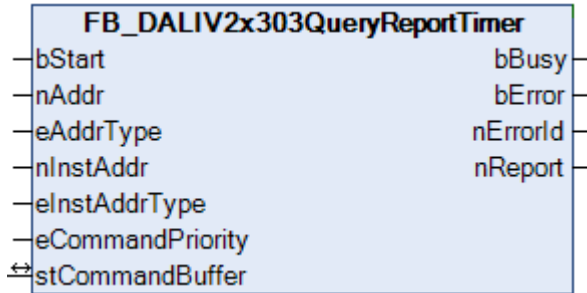 FB_DALIV2x303QueryReportTimer
bStart bBusy
nAddr bError
eAddrType nErrorId
nInstAddr nReport
eInstAddrType
eCommandPriority
stCommandBuffer